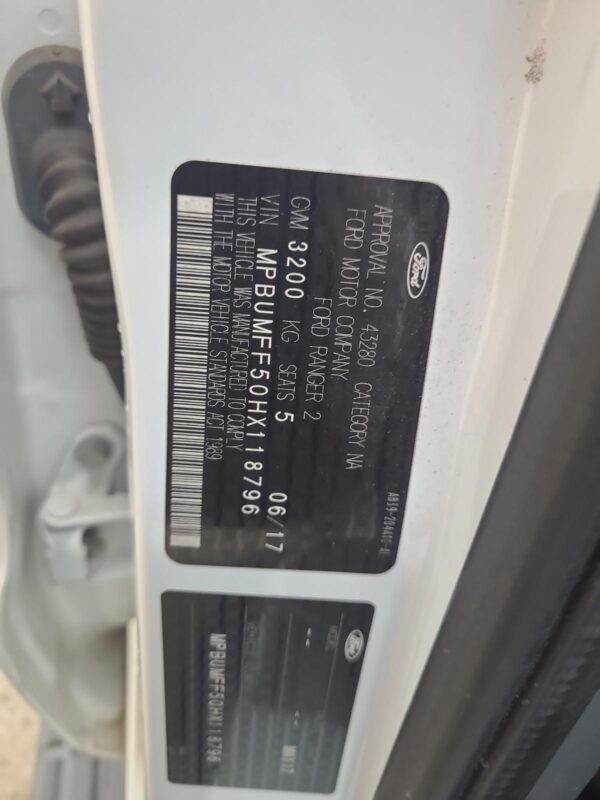 Ford
APPROVAL NO. 43280 CATEGORY NA
FORD MOTOR COMPANY
FORD RANGER 2
GVM 3200 KG SEATS 5 06/17
VIN MPBUMFF50HX118796
THIS VEHICLE WAS MANUFACTURED TO COMPLY
WITH THE MOTOR VEHICLE STANDARDS ACT 1989
Ford
MPBUMFF50HX118796